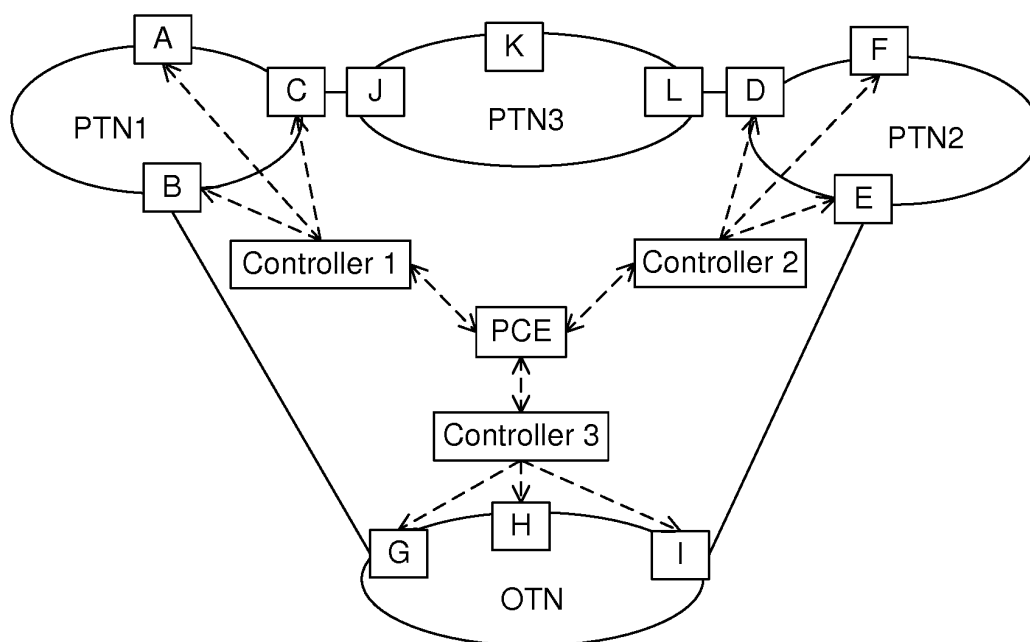 A
K
F
C
J
L
D
PTN1
PTN3
PTN2
B
E
Controller 1
Controller 2
PCE
Controller 3
H
G
I
OTN